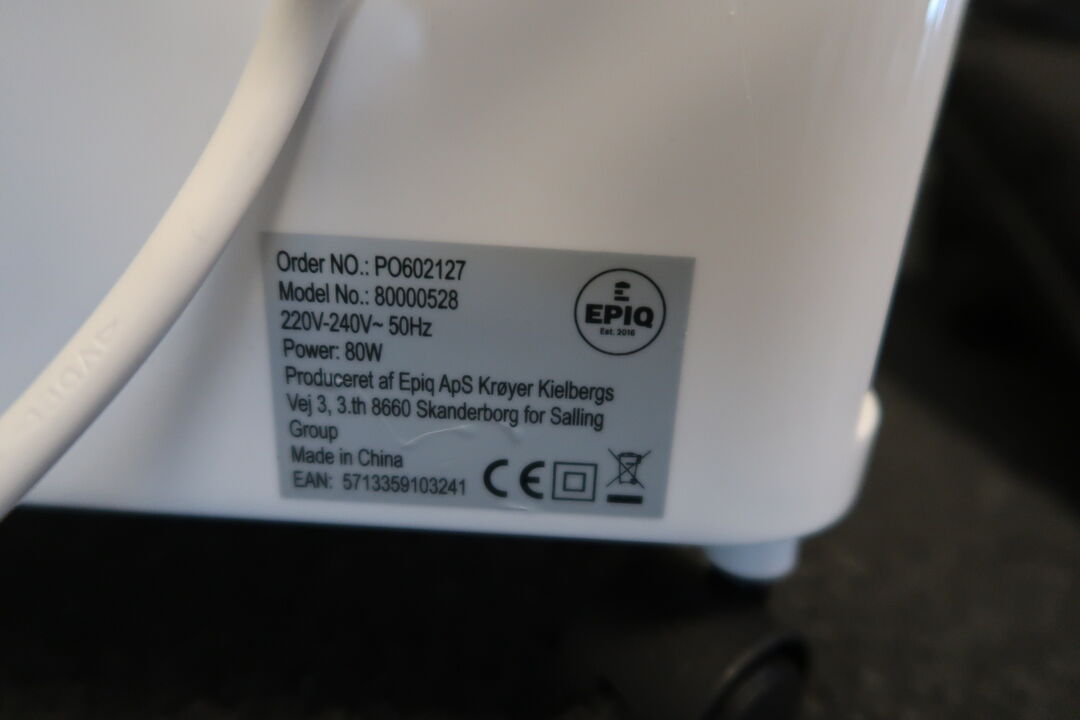 Order NO.: PO602127
Model No.: 80000528
220V-240V~ 50Hz
Power: 80W
Produceret af Epiq ApS Krøyer Kielbergs
Vej 3, 3.th 8660 Skanderborg for Salling
Group
Made in China
EAN: 5713359103241
EPIQ
Est. 2016
CE